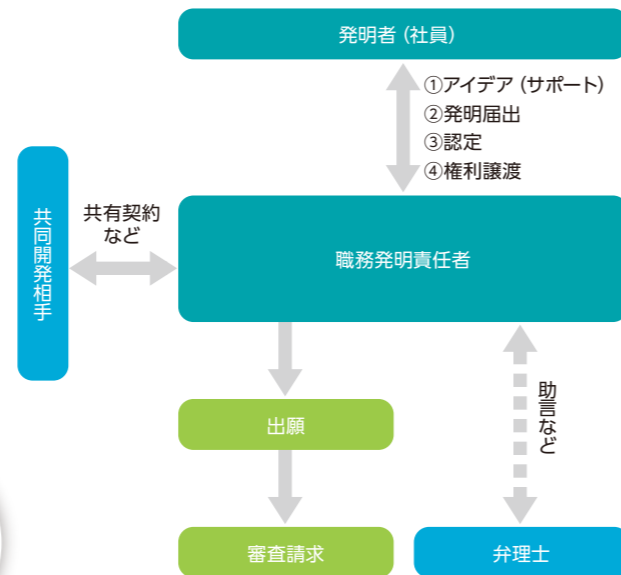 発明者（社員）
①アイデア（サポート）
②発明届出
③認定
④権利譲渡
共同開発相手
共有契約
など
職務発明責任者
出願
助言など
審査請求
弁理士